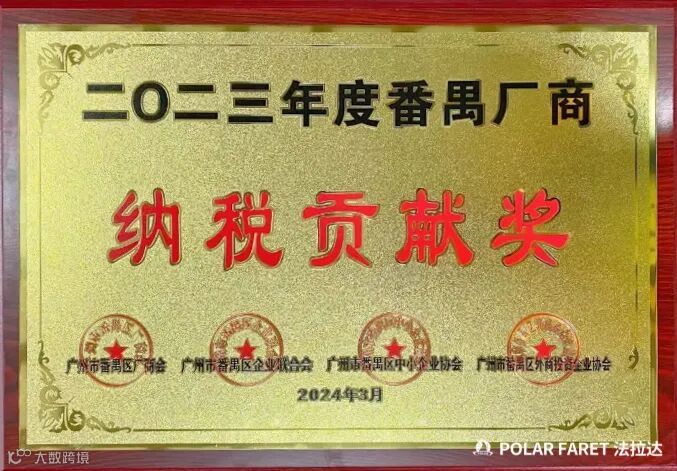 二〇二三年度番禺厂商
纳税贡献奖
广州市番禺区厂商会 广州市番禺区企业联合会 广州市番禺区中小企业协会 广州市番禺区外商投资企业协会
2024年3月
POLAR FARET 法拉达
大数跨境